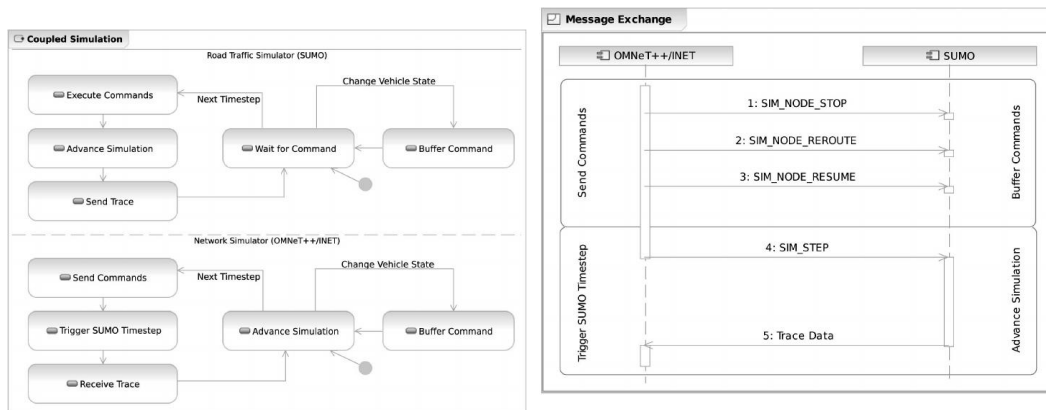 Coupled Simulation
Road Traffic Simulator (SUMO)
Change Vehicle State
Execute Commands
Next Timestep
Advance Simulation
Wait for Command
Buffer Command
Send Trace
Network Simulator (OMNeT++/INET)
Change Vehicle State
Send Commands
Next Timestep
Trigger SUMO Timestep
Advance Simulation
Buffer Command
Receive Trace
Message Exchange
OMNeT++/INET
SUMO
Send Commands
1: SIM_NODE_STOP
2: SIM_NODE_REROUTE
3: SIM_NODE_RESUME
Buffer Commands
Trigger SUMO Timestep
4: SIM_STEP
5: Trace Data
Advance Simulation